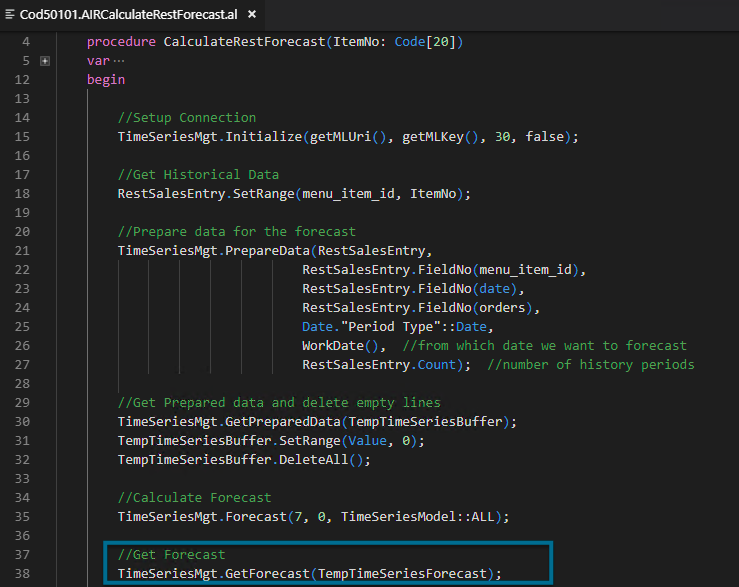 Cod50101.AIRCalculateRestForecast.al ×
4 procedure CalculateRestForecast(ItemNo: Code[20])
5 var ...
12 begin
13
14 //Setup Connection
15 TimeSeriesMgt.Initialize(getMLUri(), getMLKey(), 30, false);
16
17 //Get Historical Data
18 RestSalesEntry.SetRange(menu_item_id, ItemNo);
19
20 //Prepare data for the forecast
21 TimeSeriesMgt.PrepareData(RestSalesEntry,
22 RestSalesEntry.FieldNo(menu_item_id),
23 RestSalesEntry.FieldNo(date),
24 RestSalesEntry.FieldNo(orders),
25 Date."Period Type"::Date,
26 WorkDate(), //from which date we want to forecast
27 RestSalesEntry.Count); //number of history periods
28
29 //Get Prepared data and delete empty lines
30 TimeSeriesMgt.GetPreparedData(TempTimeSeriesBuffer);
31 TempTimeSeriesBuffer.SetRange(Value, 0);
32 TempTimeSeriesBuffer.DeleteAll();
33
34 //Calculate Forecast
35 TimeSeriesMgt.Forecast(7, 0, TimeSeriesModel::ALL);
36
37 //Get Forecast
38 TimeSeriesMgt.GetForecast(TempTimeSeriesForecast);